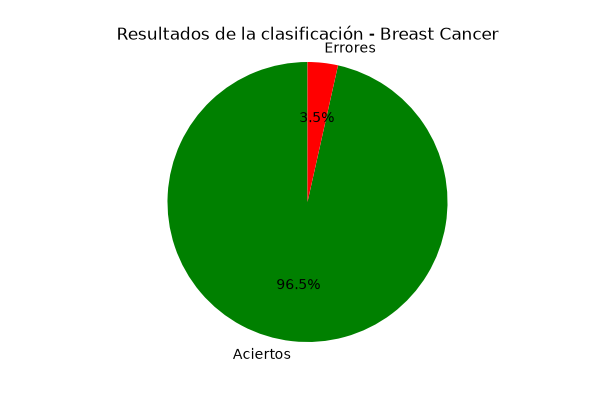 Resultados de la clasificación - Breast Cancer
Errores
3.5%
96.5%
Aciertos